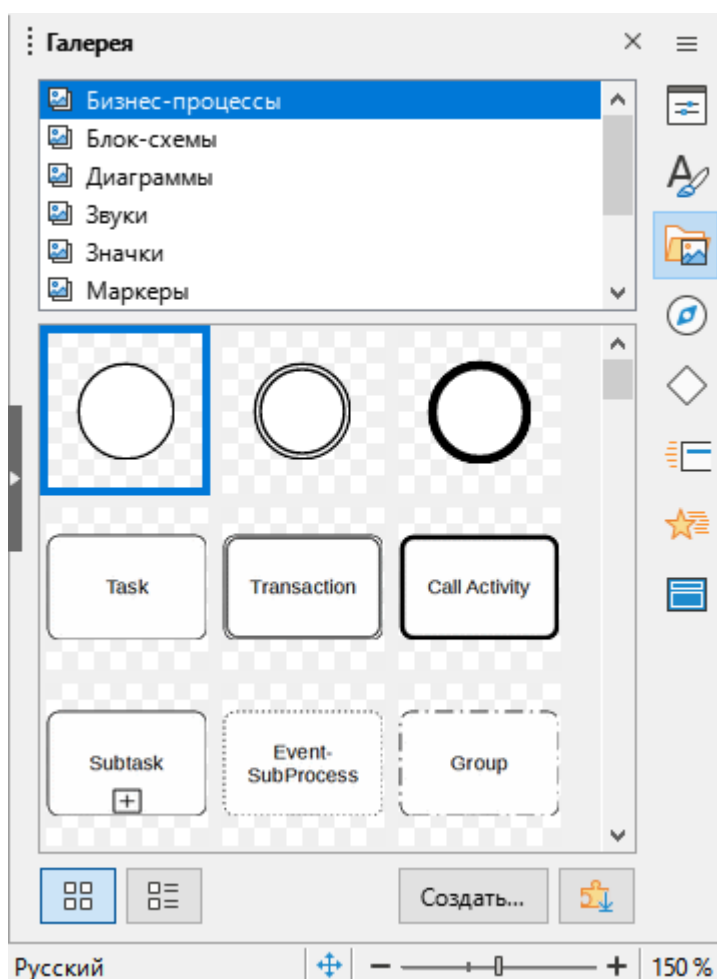 Галерея
Бизнес-процессы
Блок-схемы
Диаграммы
Звуки
Значки
Маркеры
Task
Transaction
Call Activity
Subtask
Event-
SubProcess
Group
Создать...
Русский
150 %